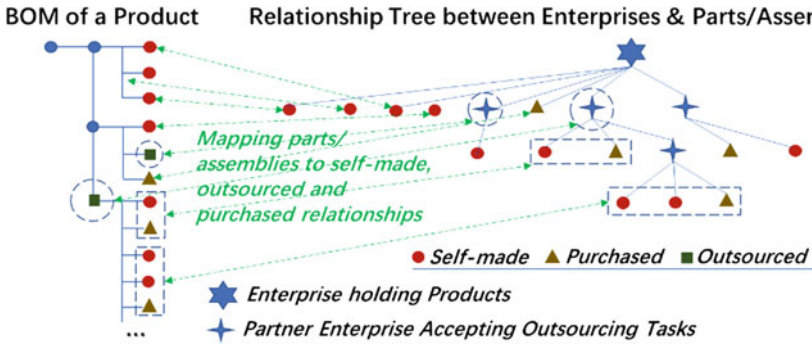 BOM of a Product
Relationship Tree between Enterprises & Parts/Assem
Mapping parts/
assemblies to self-made,
outsourced and
purchased relationships
Self-made
Purchased
Outsourced
Enterprise holding Products
Partner Enterprise Accepting Outsourcing Tasks
...